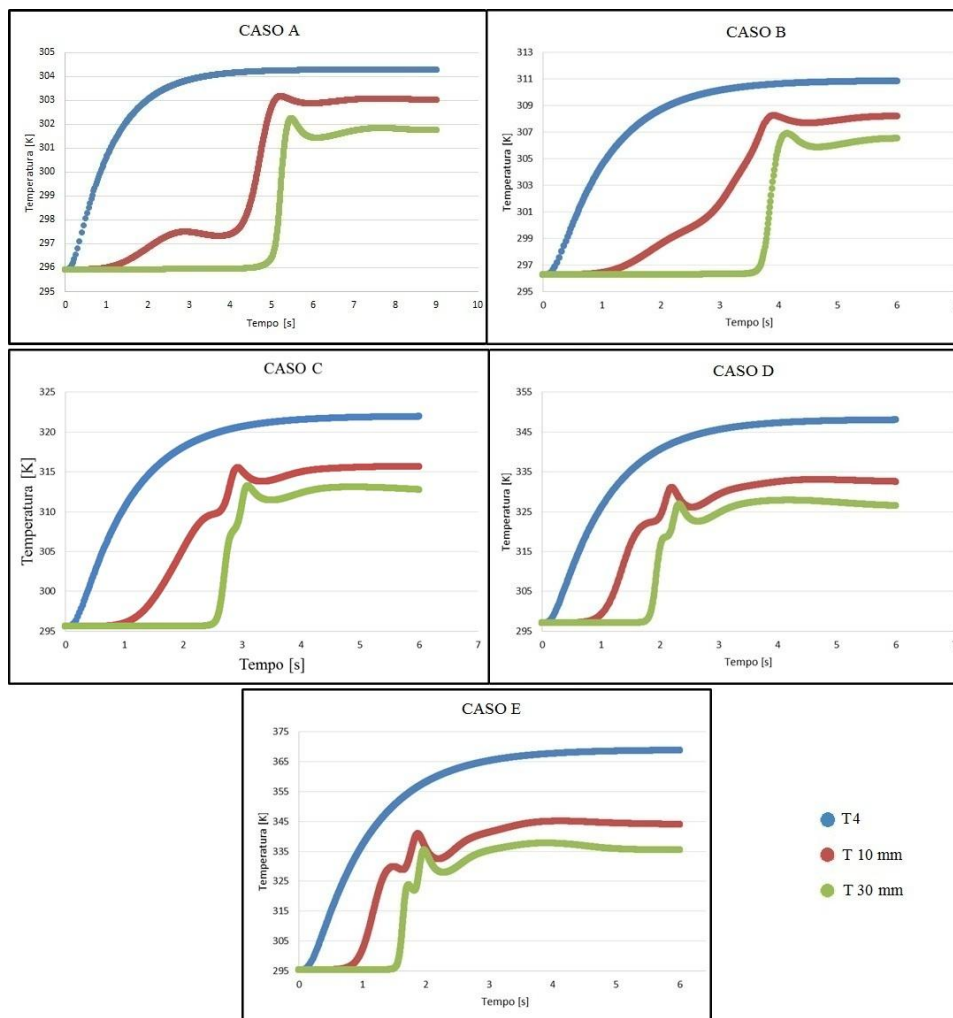 CASO A
Temperatura [K]
305
304
303
302
301
300
299
298
297
296
295
0 1 2 3 4 5 6 7 8 9 10
Tempo [s]
CASO B
Temperatura [K]
313
311
309
307
305
303
301
299
297
295
0 1 2 3 4 5 6
Tempo [s]
CASO C
Temperatura [K]
325
320
315
310
305
300
295
0 1 2 3 4 5 6 7
Tempo [s]
CASO D
Temperatura [K]
355
345
335
325
315
305
295
0 1 2 3 4 5 6
Tempo [s]
CASO E
Temperatura [K]
375
365
355
345
335
325
315
305
295
0 1 2 3 4 5 6
Tempo [s]
T4
T 10 mm
T 30 mm